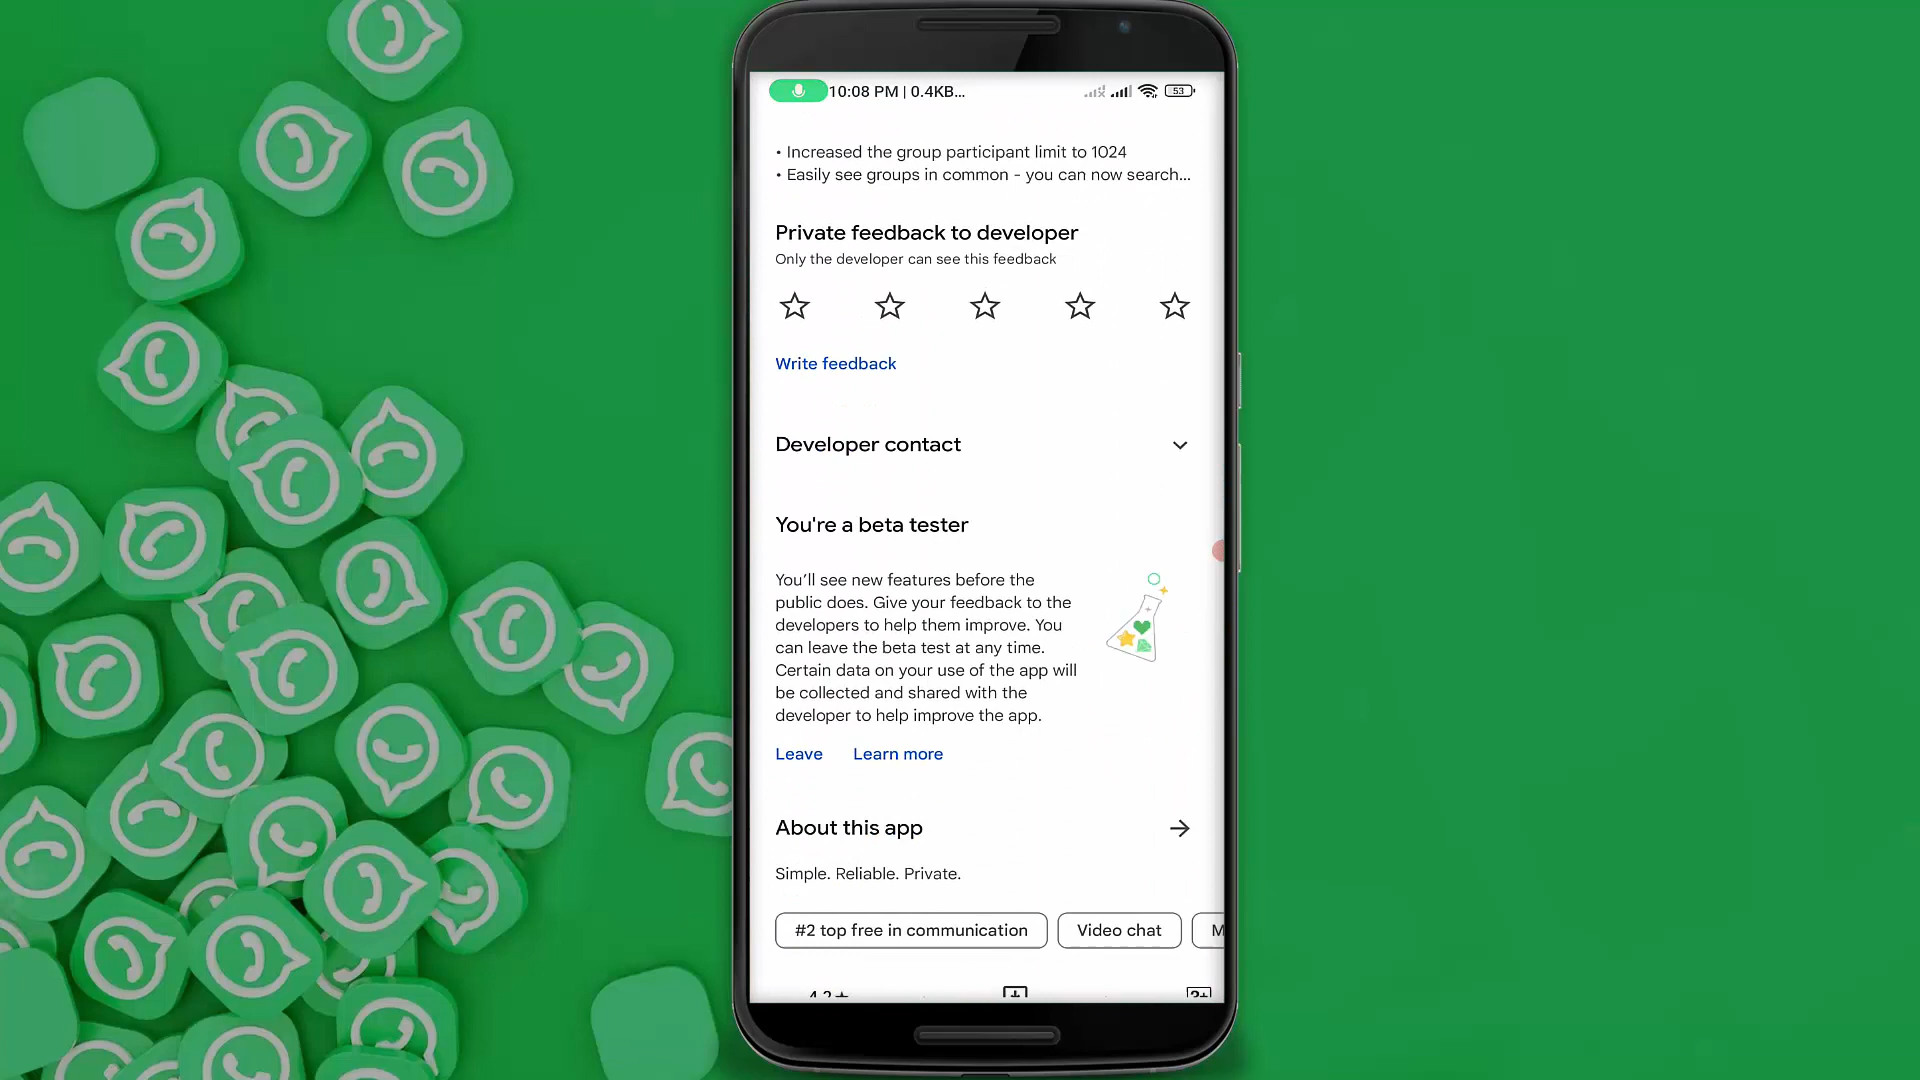 10:08 PM | 0.4KB...
53
• Increased the group participant limit to 1024
• Easily see groups in common - you can now search...
Private feedback to developer
Only the developer can see this feedback
Write feedback
Developer contact
You're a beta tester
You’ll see new features before the
public does. Give your feedback to the
developers to help them improve. You
can leave the beta test at any time.
Certain data on your use of the app will
be collected and shared with the
developer to help improve the app.
Leave Learn more
About this app
Simple. Reliable. Private.
#2 top free in communication Video chat M